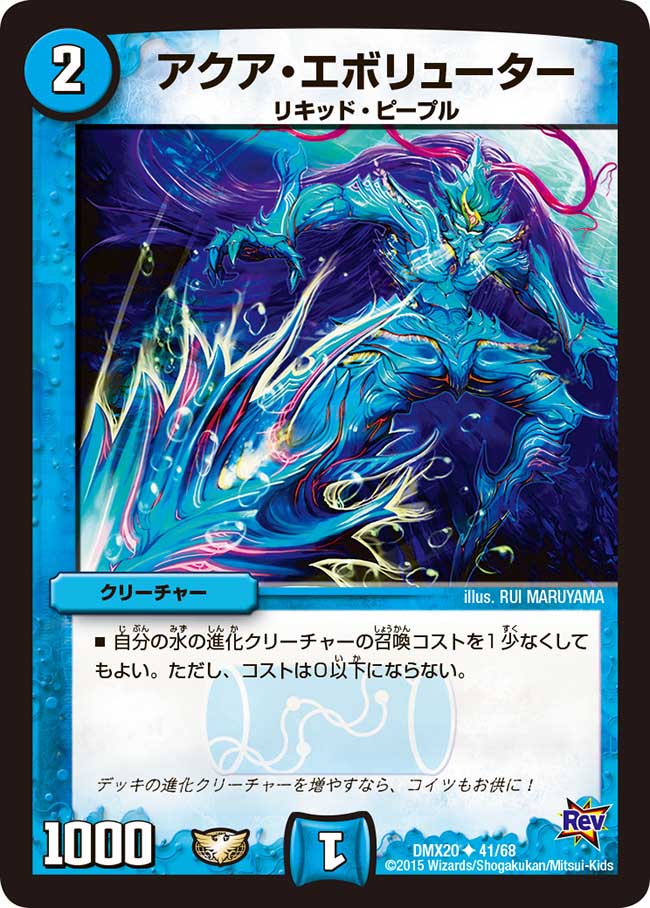 2
アクア・エボリューター
リキッド・ピープル
クリーチャー
illus. RUI MARUYAMA
■ 自分の水の進化クリーチャーの召喚コストを1少なくして
もよい。ただし、コストは0以下にならない。
デッキの進化クリーチャーを増やすなら、コイツもお供に！
1000
1
Rev
DMX20 ◆ 41/68
©2015 Wizards/Shogakukan/Mitsui-Kids